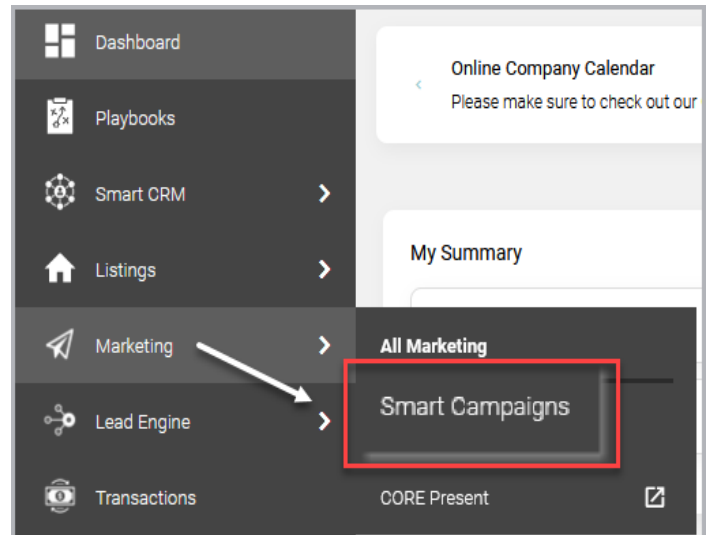 Dashboard
Playbooks
Smart CRM
Listings
Marketing
Lead Engine
Transactions
Online Company Calendar
Please make sure to check out our
My Summary
All Marketing
Smart Campaigns
CORE Present